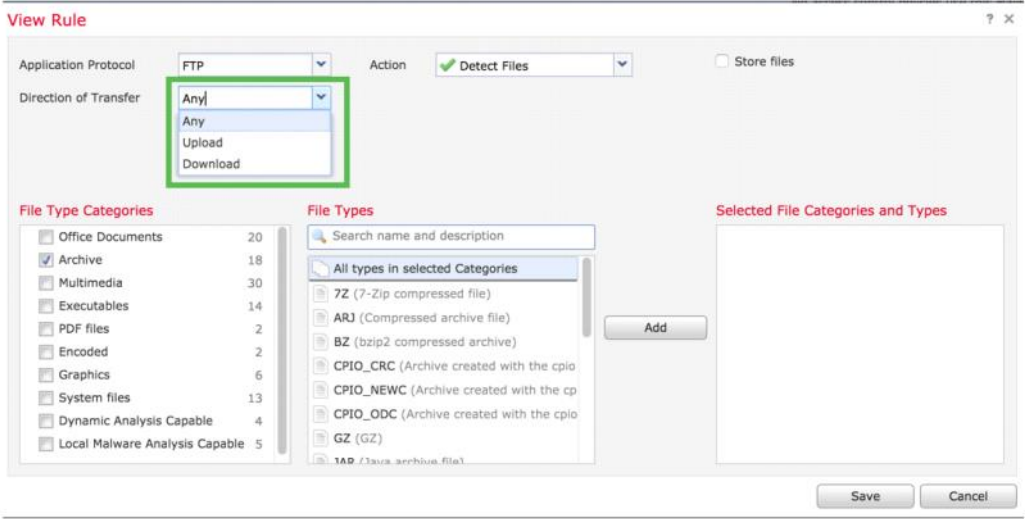 View Rule
? ×
Application Protocol FTP Action Detect Files Store files
Direction of Transfer Any
Any
Upload
Download
File Type Categories
Office Documents 20
Archive 18
Multimedia 30
Executables 14
PDF files 2
Encoded 2
Graphics 6
System files 13
Dynamic Analysis Capable 4
Local Malware Analysis Capable 5
File Types
Search name and description
All types in selected Categories
7Z (7-Zip compressed file)
ARJ (Compressed archive file)
BZ (bzip2 compressed archive)
CPIO_CRC (Archive created with the cpio
CPIO_NEWC (Archive created with the cp
CPIO_ODC (Archive created with the cpio
GZ (GZ)
JAR (Java archive file)
Add
Selected File Categories and Types
Save Cancel